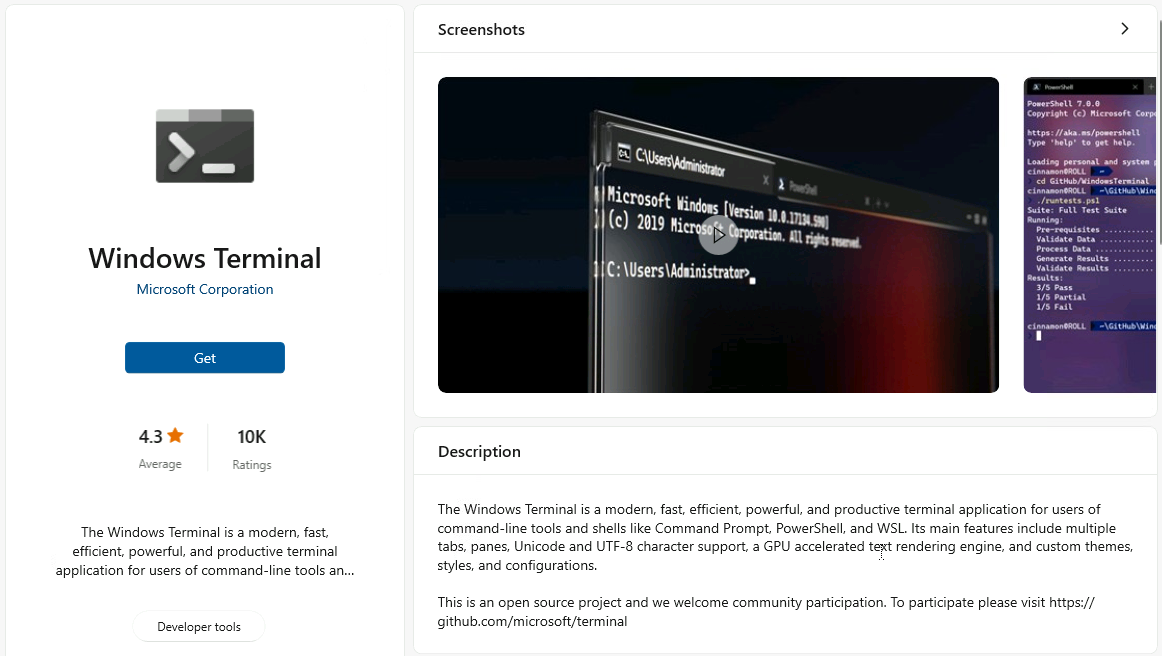 Windows Terminal
Microsoft Corporation
Get
4.3
Average
10K
Ratings
The Windows Terminal is a modern, fast,
efficient, powerful, and productive terminal
application for users of command-line tools an...
Developer tools
Screenshots
C:\Users\Administrator
X
PowerShell
Microsoft Windows [Version 10.0.17134.590]
(c) 2019 Microsoft Corporation. All rights reserved.
C:\Users\Administrator>
PowerShell
PowerShell 7.0.0
Copyright (c) Microsoft Corpo
https://aka.ms/powershell
Type 'help' to get help.
Loading personal and system p
cinnamon@ROLL ~
cd GitHub/WindowsTerminal
cinnamon@ROLL ~\GitHub\Wind
./runtests.ps1
Suite: Full Test Suite
Running:
Pre-requisites ..........
Validate Data ...........
Process Data ............
Generate Results ........
Validate Results ........
Results:
3/5 Pass
1/5 Partial
1/5 Fail
cinnamon@ROLL ~\GitHub\Wind
Description
The Windows Terminal is a modern, fast, efficient, powerful, and productive terminal application for users of
command-line tools and shells like Command Prompt, PowerShell, and WSL. Its main features include multiple
tabs, panes, Unicode and UTF-8 character support, a GPU accelerated text rendering engine, and custom themes,
styles, and configurations.
This is an open source project and we welcome community participation. To participate please visit https://
github.com/microsoft/terminal